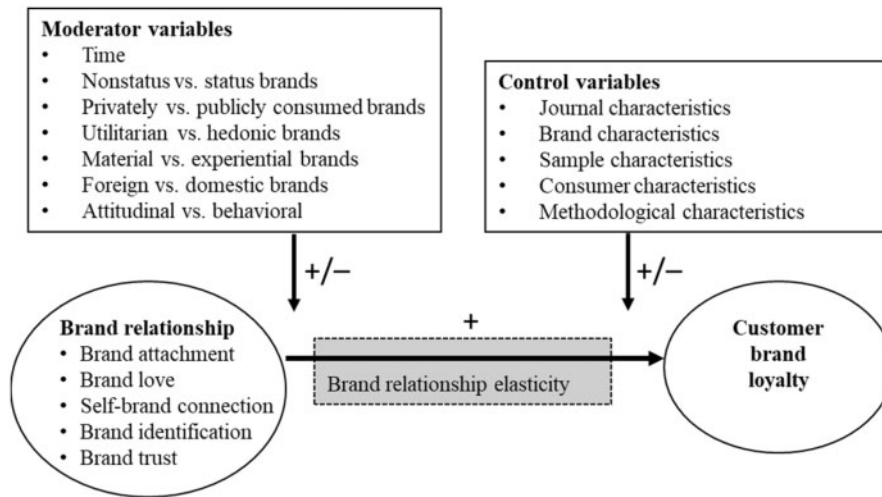 Moderator variables
• Time
• Nonstatus vs. status brands
• Privately vs. publicly consumed brands
• Utilitarian vs. hedonic brands
• Material vs. experiential brands
• Foreign vs. domestic brands
• Attitudinal vs. behavioral
Control variables
• Journal characteristics
• Brand characteristics
• Sample characteristics
• Consumer characteristics
• Methodological characteristics
+/−
+/−
Brand relationship
• Brand attachment
• Brand love
• Self-brand connection
• Brand identification
• Brand trust
+
Brand relationship elasticity
Customer
brand
loyalty